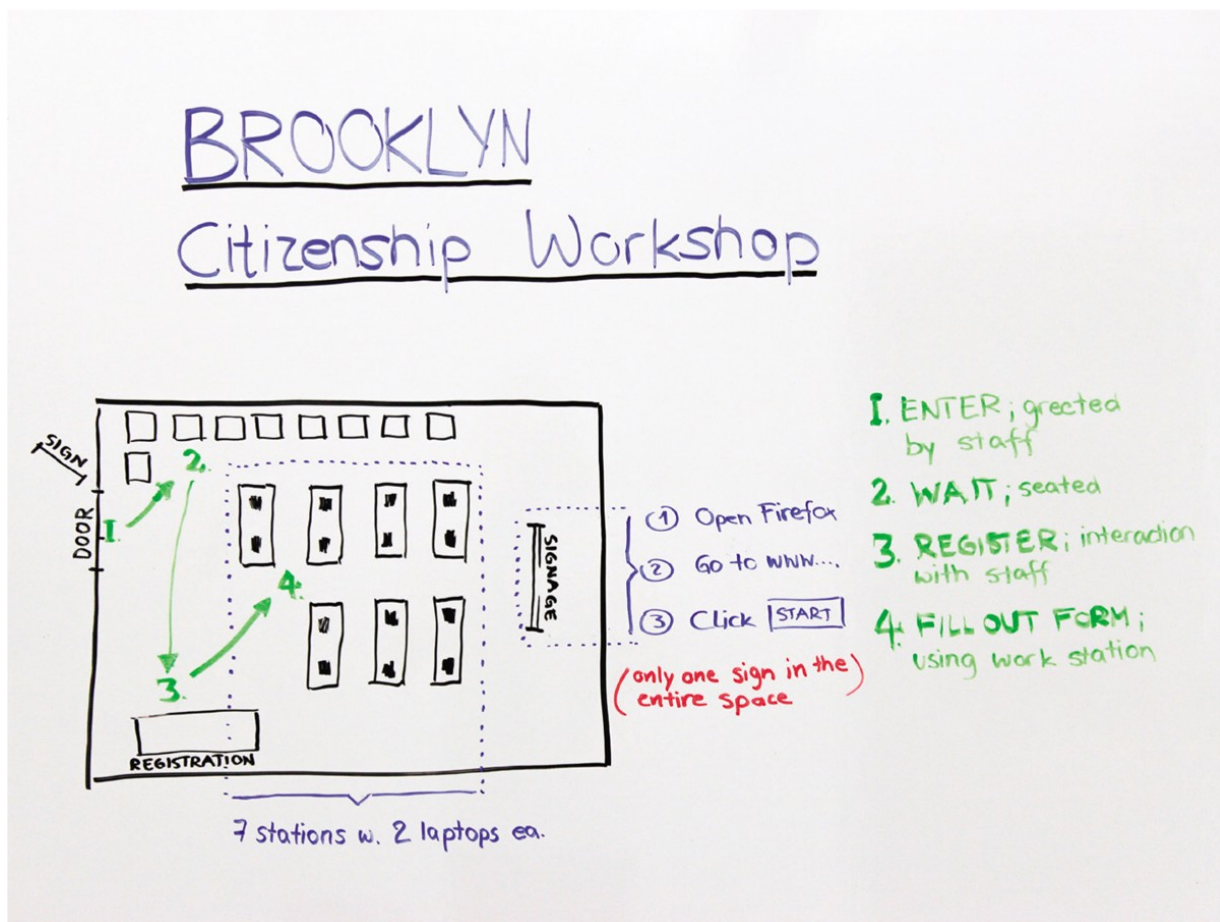 BROOKLYN
Citizenship Workshop
SIGN
DOOR
1.
2.
3.
4.
REGISTRATION
SIGNAGE
7 stations w. 2 laptops ea.
① Open Firefox
② Go to www....
③ Click START
(only one sign in the
entire space)
1. ENTER; greeted
by staff
2. WAIT; seated
3. REGISTER; interaction
with staff
4. FILL OUT FORM;
using work station